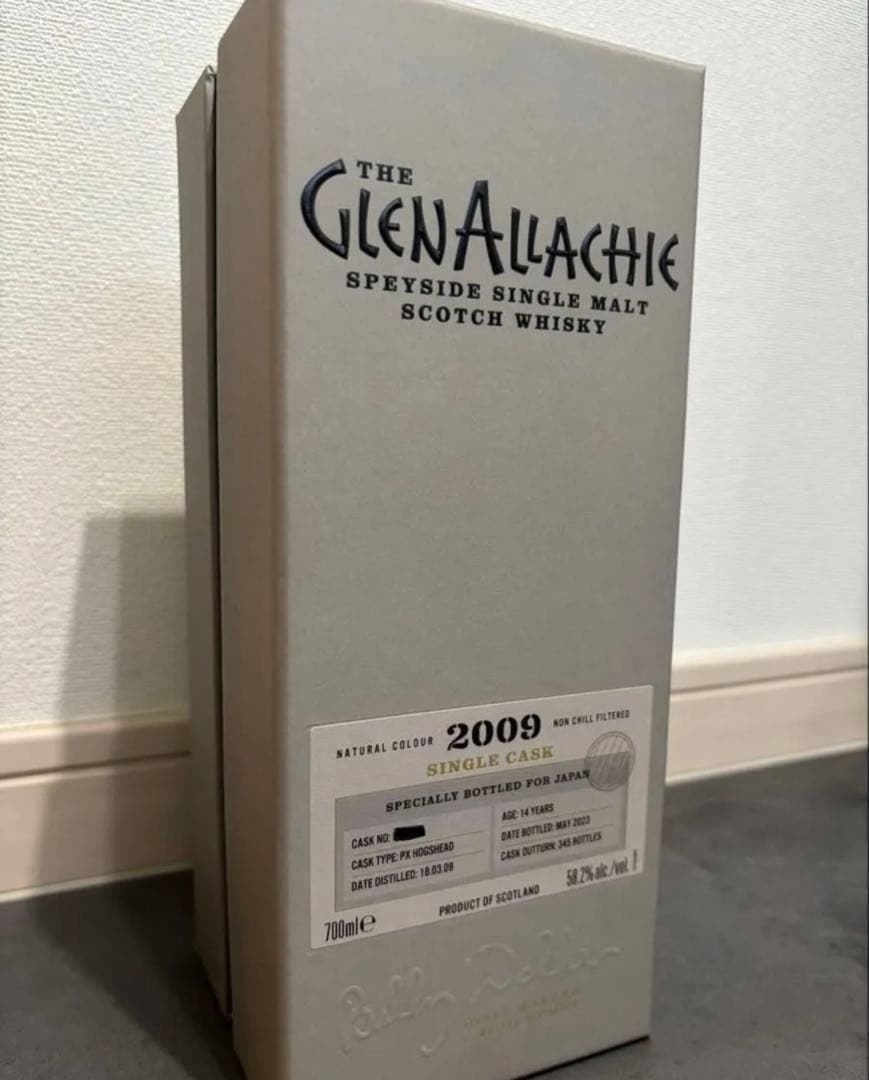 THE
GLENALLACHIE
SPEYSIDE SINGLE MALT
SCOTCH WHISKY
NATURAL COLOUR 2009 NON CHILL FILTERED
SINGLE CASK
SPECIALLY BOTTLED FOR JAPAN
CASK NO:
CASK TYPE: PX HOGSHEAD
DATE DISTILLED: 18.03.09
AGE: 14 YEARS
DATE BOTTLED: MAY 2023
CASK OUTTURN: 345 BOTTLES
700ml e
PRODUCT OF SCOTLAND
58.2% alc./vol.